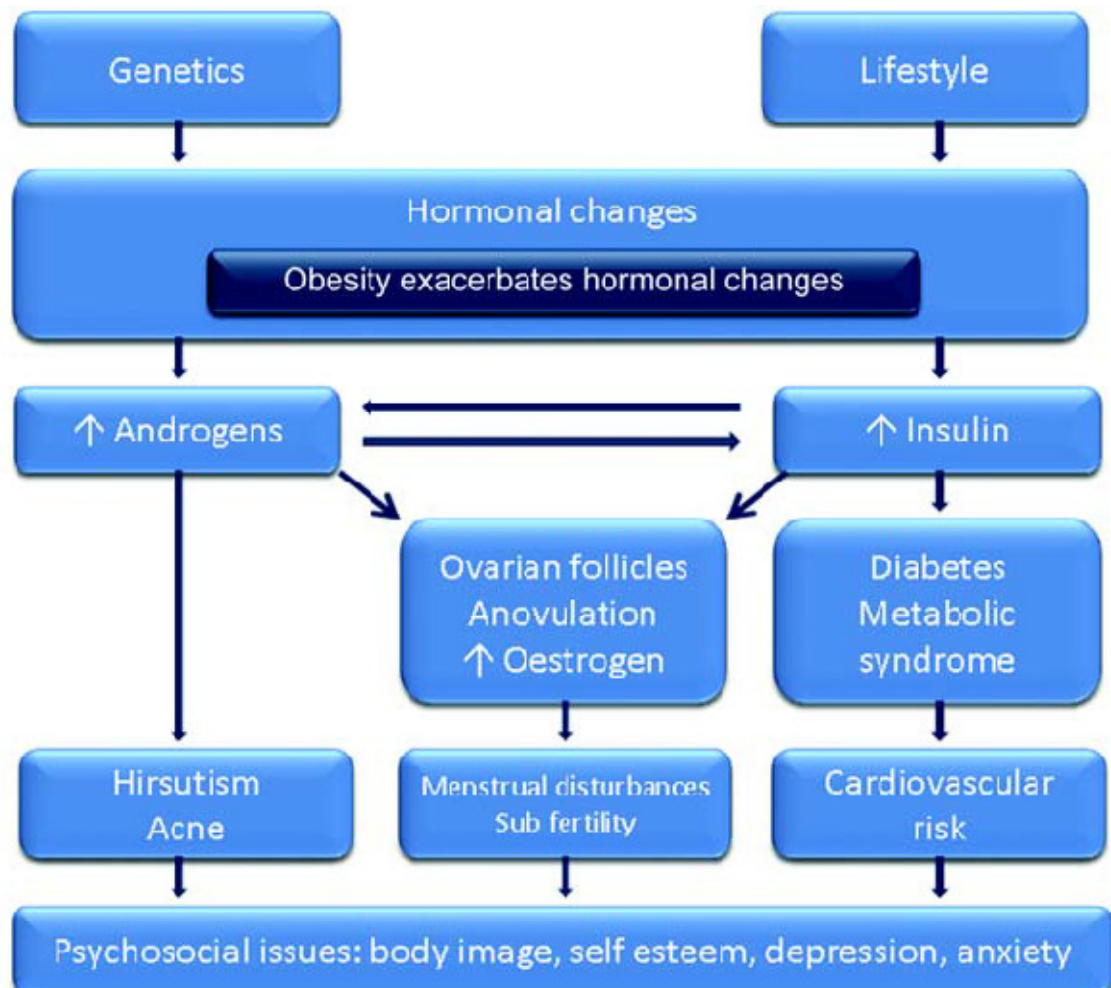 Genetics
Lifestyle
Hormonal changes
Obesity exacerbates hormonal changes
↑ Androgens
↑ Insulin
Ovarian follicles
Anovulation
↑ Oestrogen
Diabetes
Metabolic
syndrome
Hirsutism
Acne
Menstrual disturbances
Sub fertility
Cardiovascular
risk
Psychosocial issues: body image, self esteem, depression, anxiety